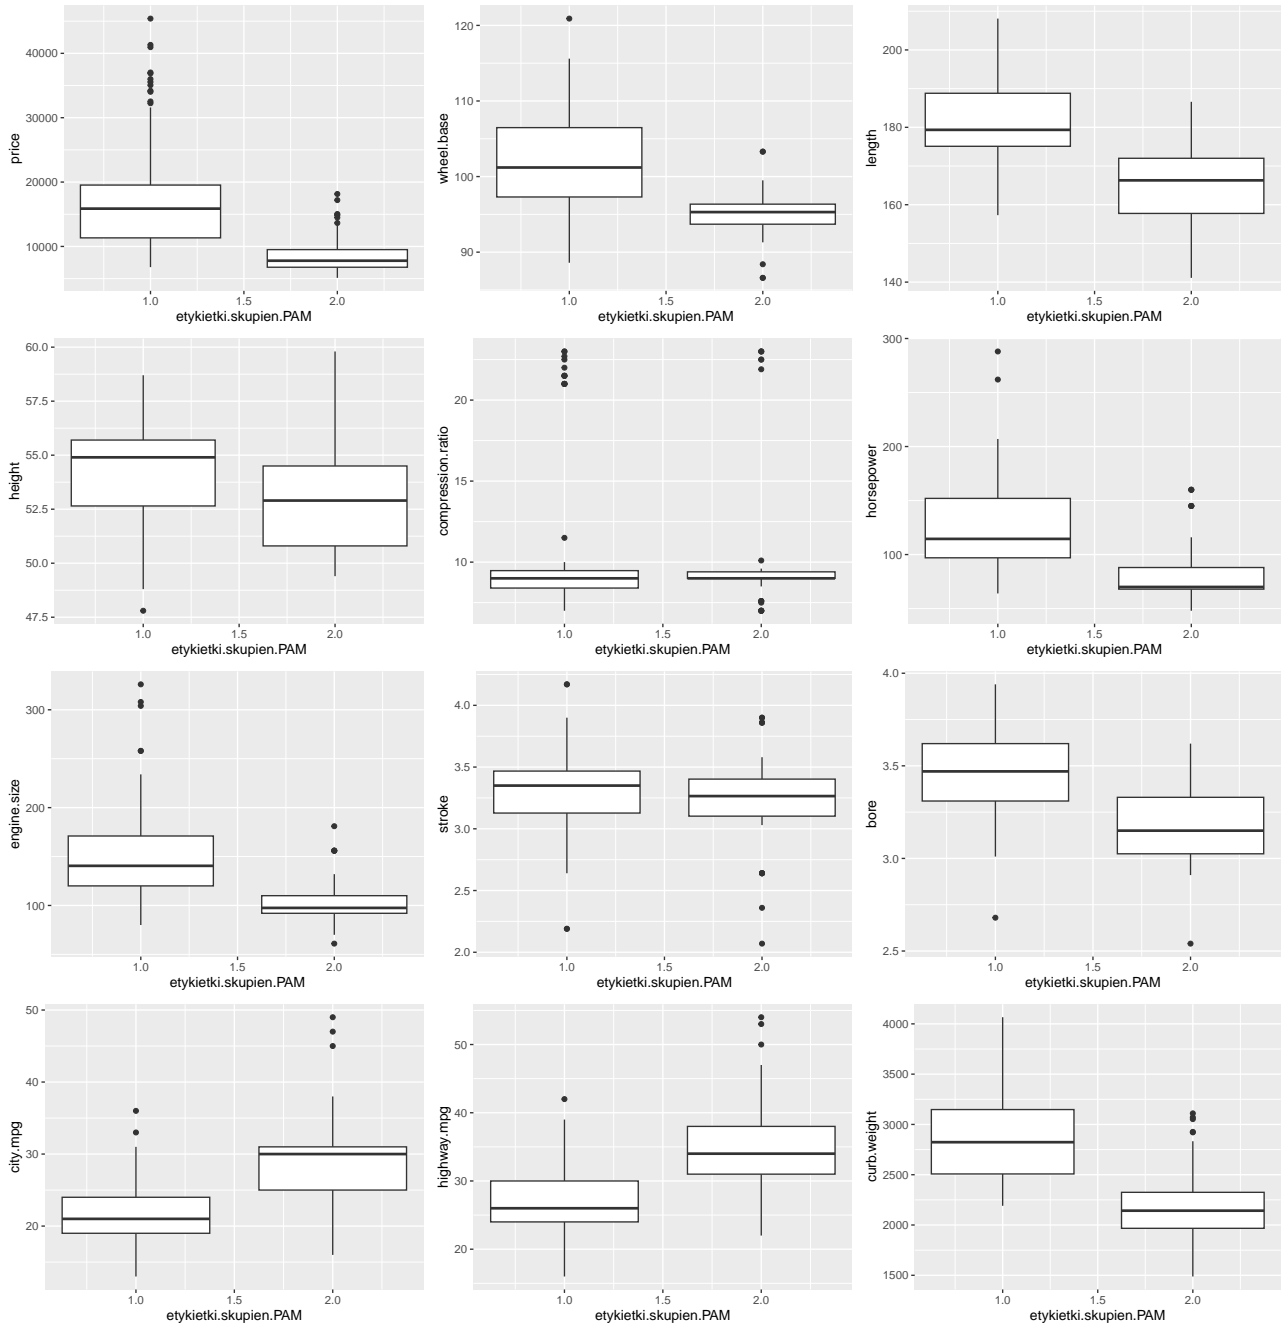 price
40000
30000
20000
10000
1.0 1.5 2.0
etykietki.skupien.PAM
wheel.base
120
110
100
90
1.0 1.5 2.0
etykietki.skupien.PAM
length
200
180
160
140
1.0 1.5 2.0
etykietki.skupien.PAM
height
60.0
57.5
55.0
52.5
50.0
47.5
1.0 1.5 2.0
etykietki.skupien.PAM
compression.ratio
20
15
10
1.0 1.5 2.0
etykietki.skupien.PAM
horsepower
300
200
100
1.0 1.5 2.0
etykietki.skupien.PAM
engine.size
300
200
100
1.0 1.5 2.0
etykietki.skupien.PAM
stroke
4.0
3.5
3.0
2.5
2.0
1.0 1.5 2.0
etykietki.skupien.PAM
bore
4.0
3.5
3.0
2.5
1.0 1.5 2.0
etykietki.skupien.PAM
city.mpg
50
40
30
20
1.0 1.5 2.0
etykietki.skupien.PAM
highway.mpg
50
40
30
20
1.0 1.5 2.0
etykietki.skupien.PAM
curb.weight
4000
3500
3000
2500
2000
1500
1.0 1.5 2.0
etykietki.skupien.PAM